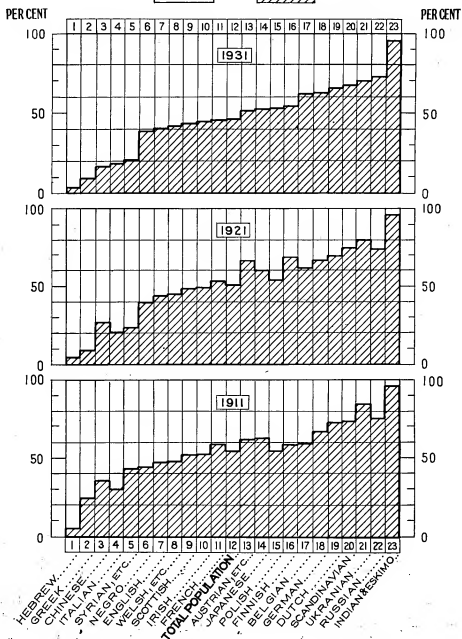 PER CENT PER CENT
1 2 3 4 5 6 7 8 9 10 11 12 13 14 15 16 17 18 19 20 21 22 23
100 100
1931
50 50
0 0
100 100
1921
50 50
0 0
100 100
1911
50 50
0 0
1 2 3 4 5 6 7 8 9 10 11 12 13 14 15 16 17 18 19 20 21 22 23
HEBREW
GREEK
CHINESE
ITALIAN
SYRIAN, ETC.
NEGRO
ENGLISH
WELSH, ETC.
SCOTTISH
IRISH
FRENCH
TOTAL POPULATION
AUSTRIAN, ETC.
JAPANESE
POLISH
FINNISH
BELGIAN
GERMAN
DUTCH
SCANDINAVIAN
UKRANIAN
RUSSIAN
INDIAN & ESKIMO